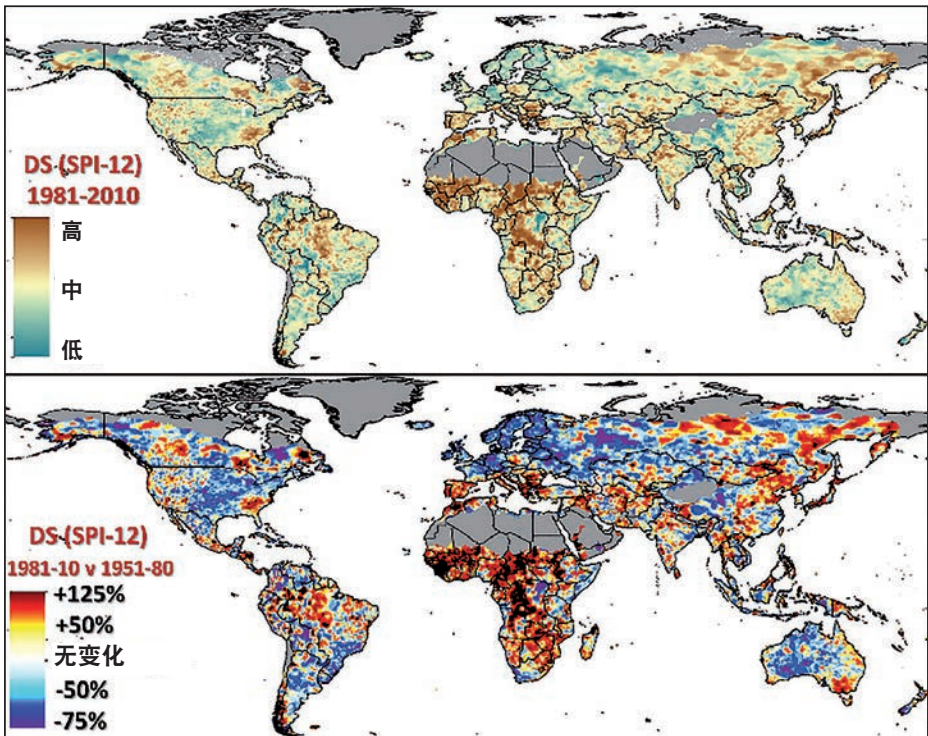 DS (SPI-12)
1981-2010
高
中
低
DS (SPI-12)
1981-10 v 1951-80
+125%
+50%
无变化
-50%
-75%